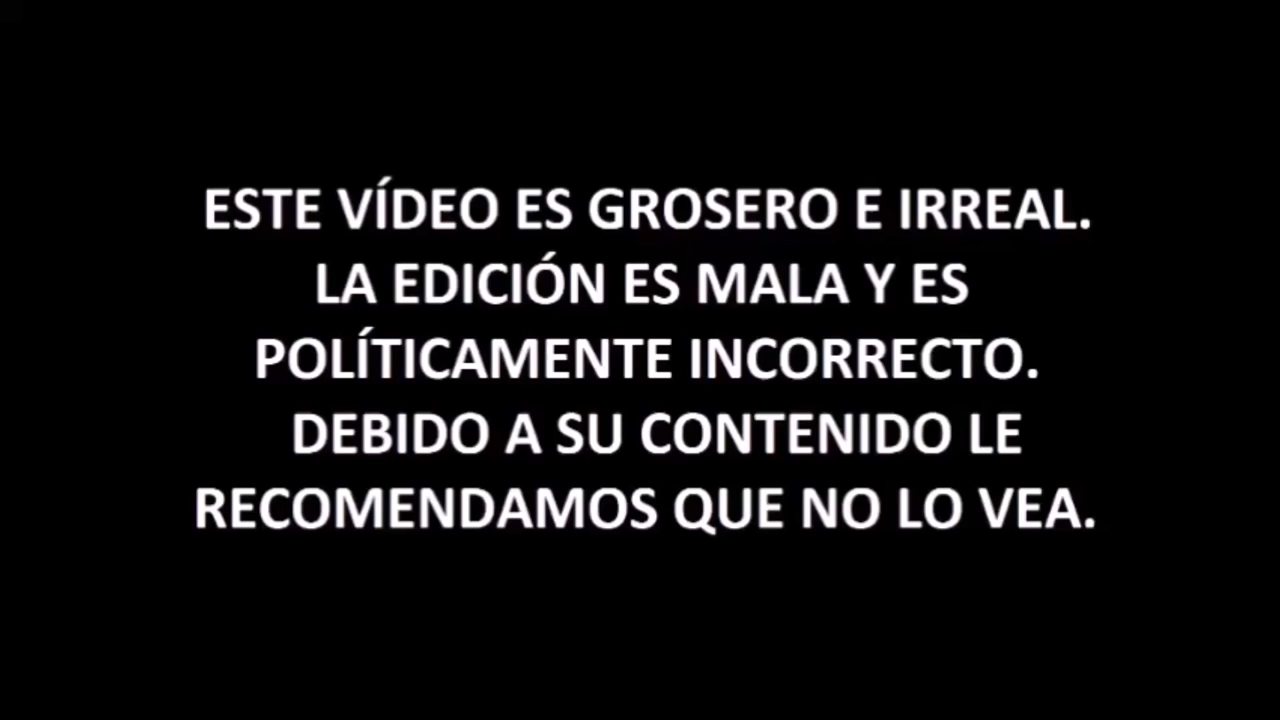 ESTE VÍDEO ES GROSERO E IRREAL.
LA EDICIÓN ES MALA Y ES
POLÍTICAMENTE INCORRECTO.
DEBIDO A SU CONTENIDO LE
RECOMENDAMOS QUE NO LO VEA.